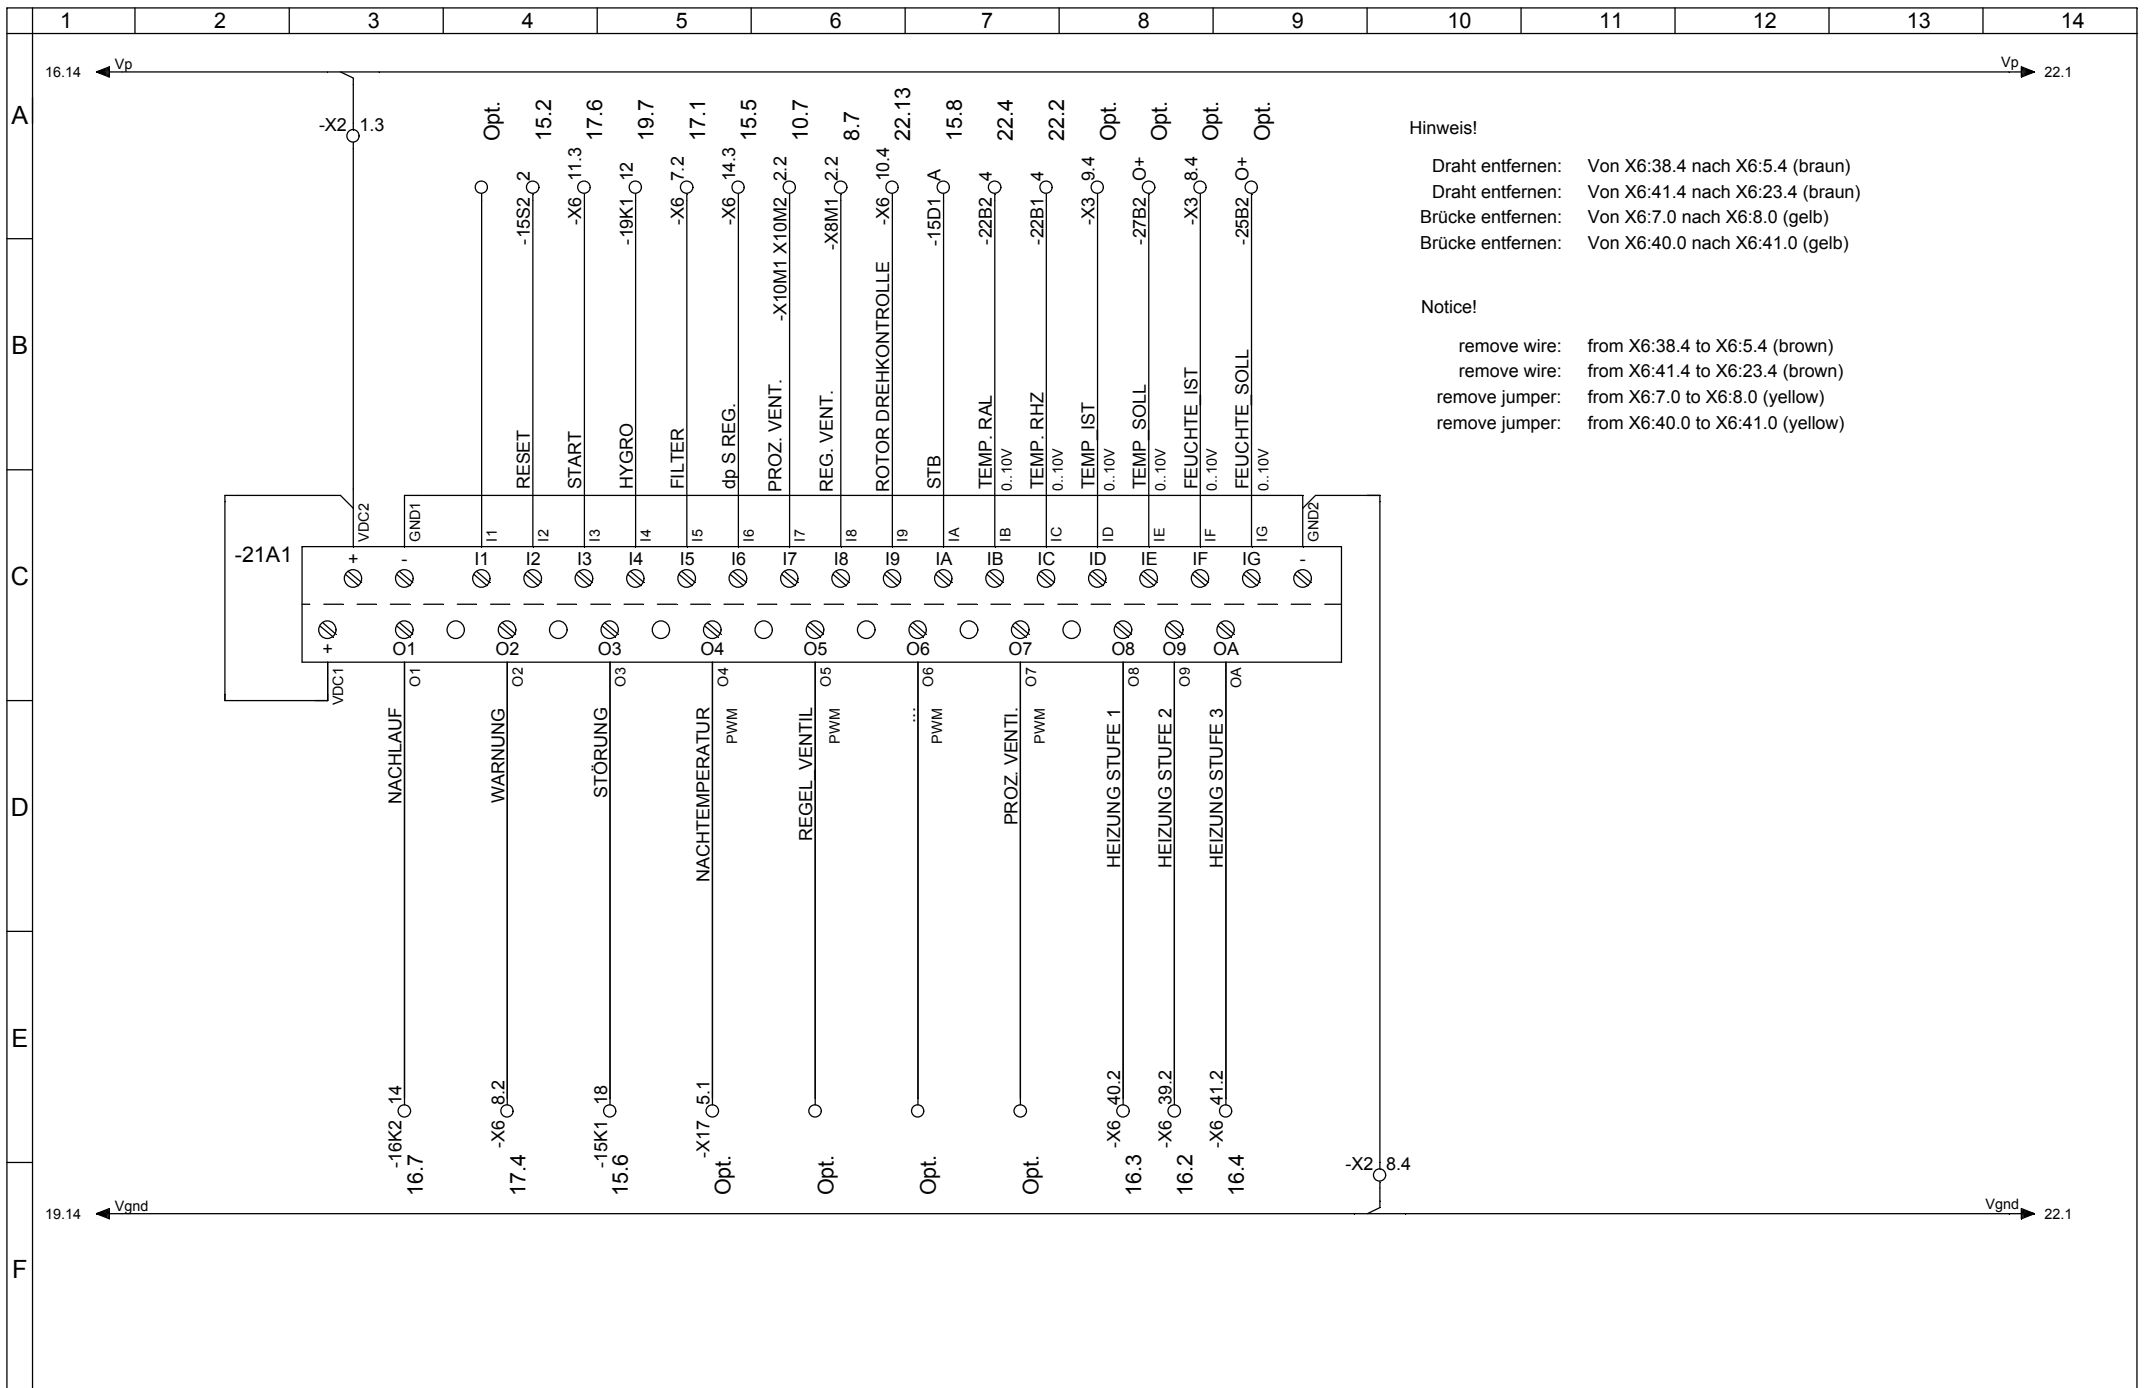 1 2 3 4 5 6 7 8 9 10 11 12 13 14
16.14 Vp Vp 22.1
A
-X2 1.3
Opt. 15.2 17.6 19.7 17.1 15.5 10.7 8.7 22.13 15.8 22.4 22.2 Opt. Opt. Opt. Opt.
-15S2 2
-X6 11.3
-19K1 12
-X6 7.2
-X6 14.3
-X10M1 X10M2 2.2
-X8M1 2.2
-X6 10.4
-15D1 A
-22B2 4
-22B1 4
-X3 9.4
-27B2 O+
-X3 8.4
-25B2 O+
Hinweis!
Draht entfernen: Von X6:38.4 nach X6:5.4 (braun)
Draht entfernen: Von X6:41.4 nach X6:23.4 (braun)
Brücke entfernen: Von X6:7.0 nach X6:8.0 (gelb)
Brücke entfernen: Von X6:40.0 nach X6:41.0 (gelb)
Notice!
remove wire: from X6:38.4 to X6:5.4 (brown)
remove wire: from X6:41.4 to X6:23.4 (brown)
remove jumper: from X6:7.0 to X6:8.0 (yellow)
remove jumper: from X6:40.0 to X6:41.0 (yellow)
B
RESET
START
HYGRO
FILTER
dp S REG.
PROZ. VENT.
REG. VENT.
ROTOR DREHKONTROLLE
STB
TEMP. RAL
0..10V
TEMP. RHZ
0..10V
TEMP_IST
0..10V
TEMP_SOLL
0..10V
FEUCHTE_IST
0..10V
FEUCHTE_SOLL
0..10V
VDC2 GND1 I1 I2 I3 I4 I5 I6 I7 I8 I9 IA IB IC ID IE IF IG GND2
C
-21A1
+ - I1 I2 I3 I4 I5 I6 I7 I8 I9 IA IB IC ID IE IF IG -
+ O1 O2 O3 O4 O5 O6 O7 O8 O9 OA
VDC1 O1 O2 O3 O4 O5 O6 O7 O8 O9 OA
D
NACHLAUF
WARNUNG
STÖRUNG
NACHTEMPERATUR
PWM
REGEL_VENTIL
PWM
...
PWM
PROZ. VENTI.
PWM
HEIZUNG STUFE 1
HEIZUNG STUFE 2
HEIZUNG STUFE 3
E
-16K2 14
-X6 8.2
-15K1 18
-X17 5.1
-X6 40.2
-X6 39.2
-X6 41.2
16.7 17.4 15.6 Opt. Opt. Opt. Opt. 16.3 16.2 16.4
-X2 8.4
19.14 Vgnd Vgnd 22.1
F